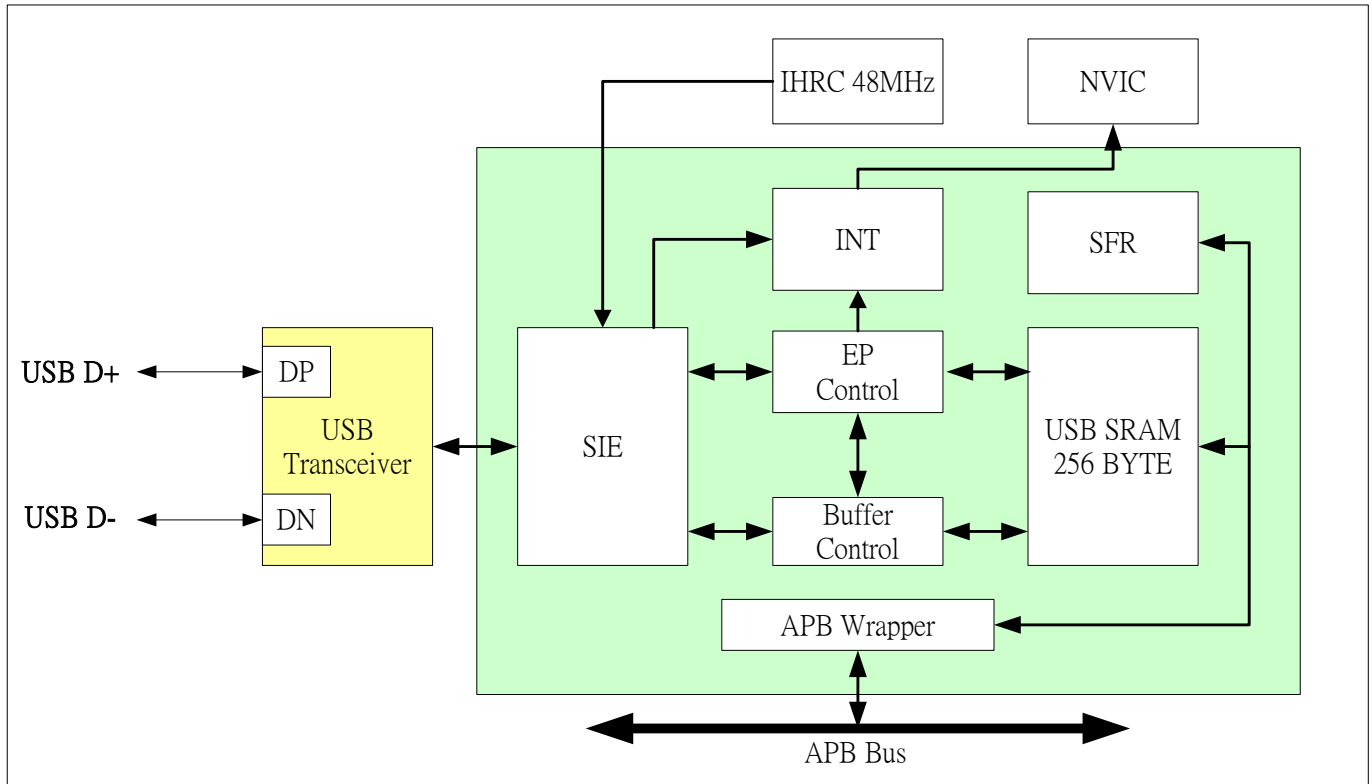 IHRC 48MHz
NVIC
INT
SFR
USB D+
DP
USB
Transceiver
SIE
EP
Control
USB SRAM
256 BYTE
USB D-
DN
Buffer
Control
APB Wrapper
APB Bus